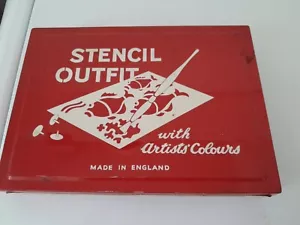 STENCIL
OUTFIT
with
Artists' Colours
MADE IN ENGLAND